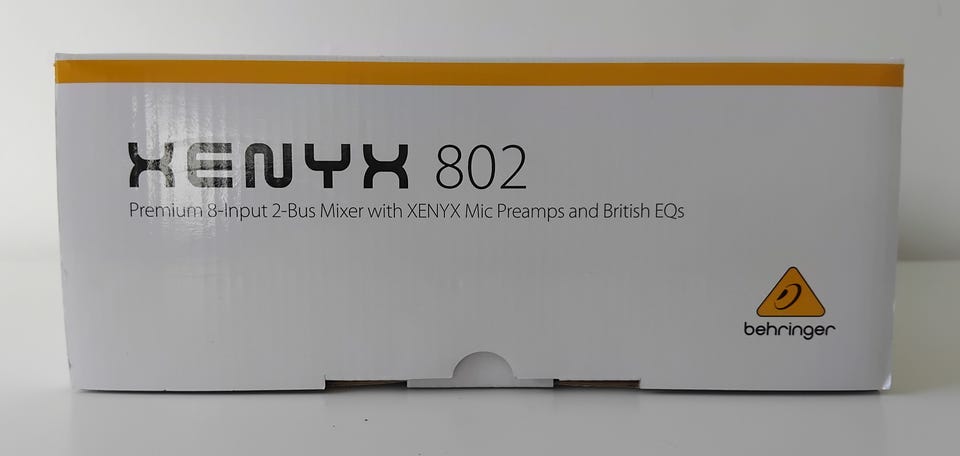 XENYX 802
Premium 8-Input 2-Bus Mixer with XENYX Mic Preamps and British EQs
behringer